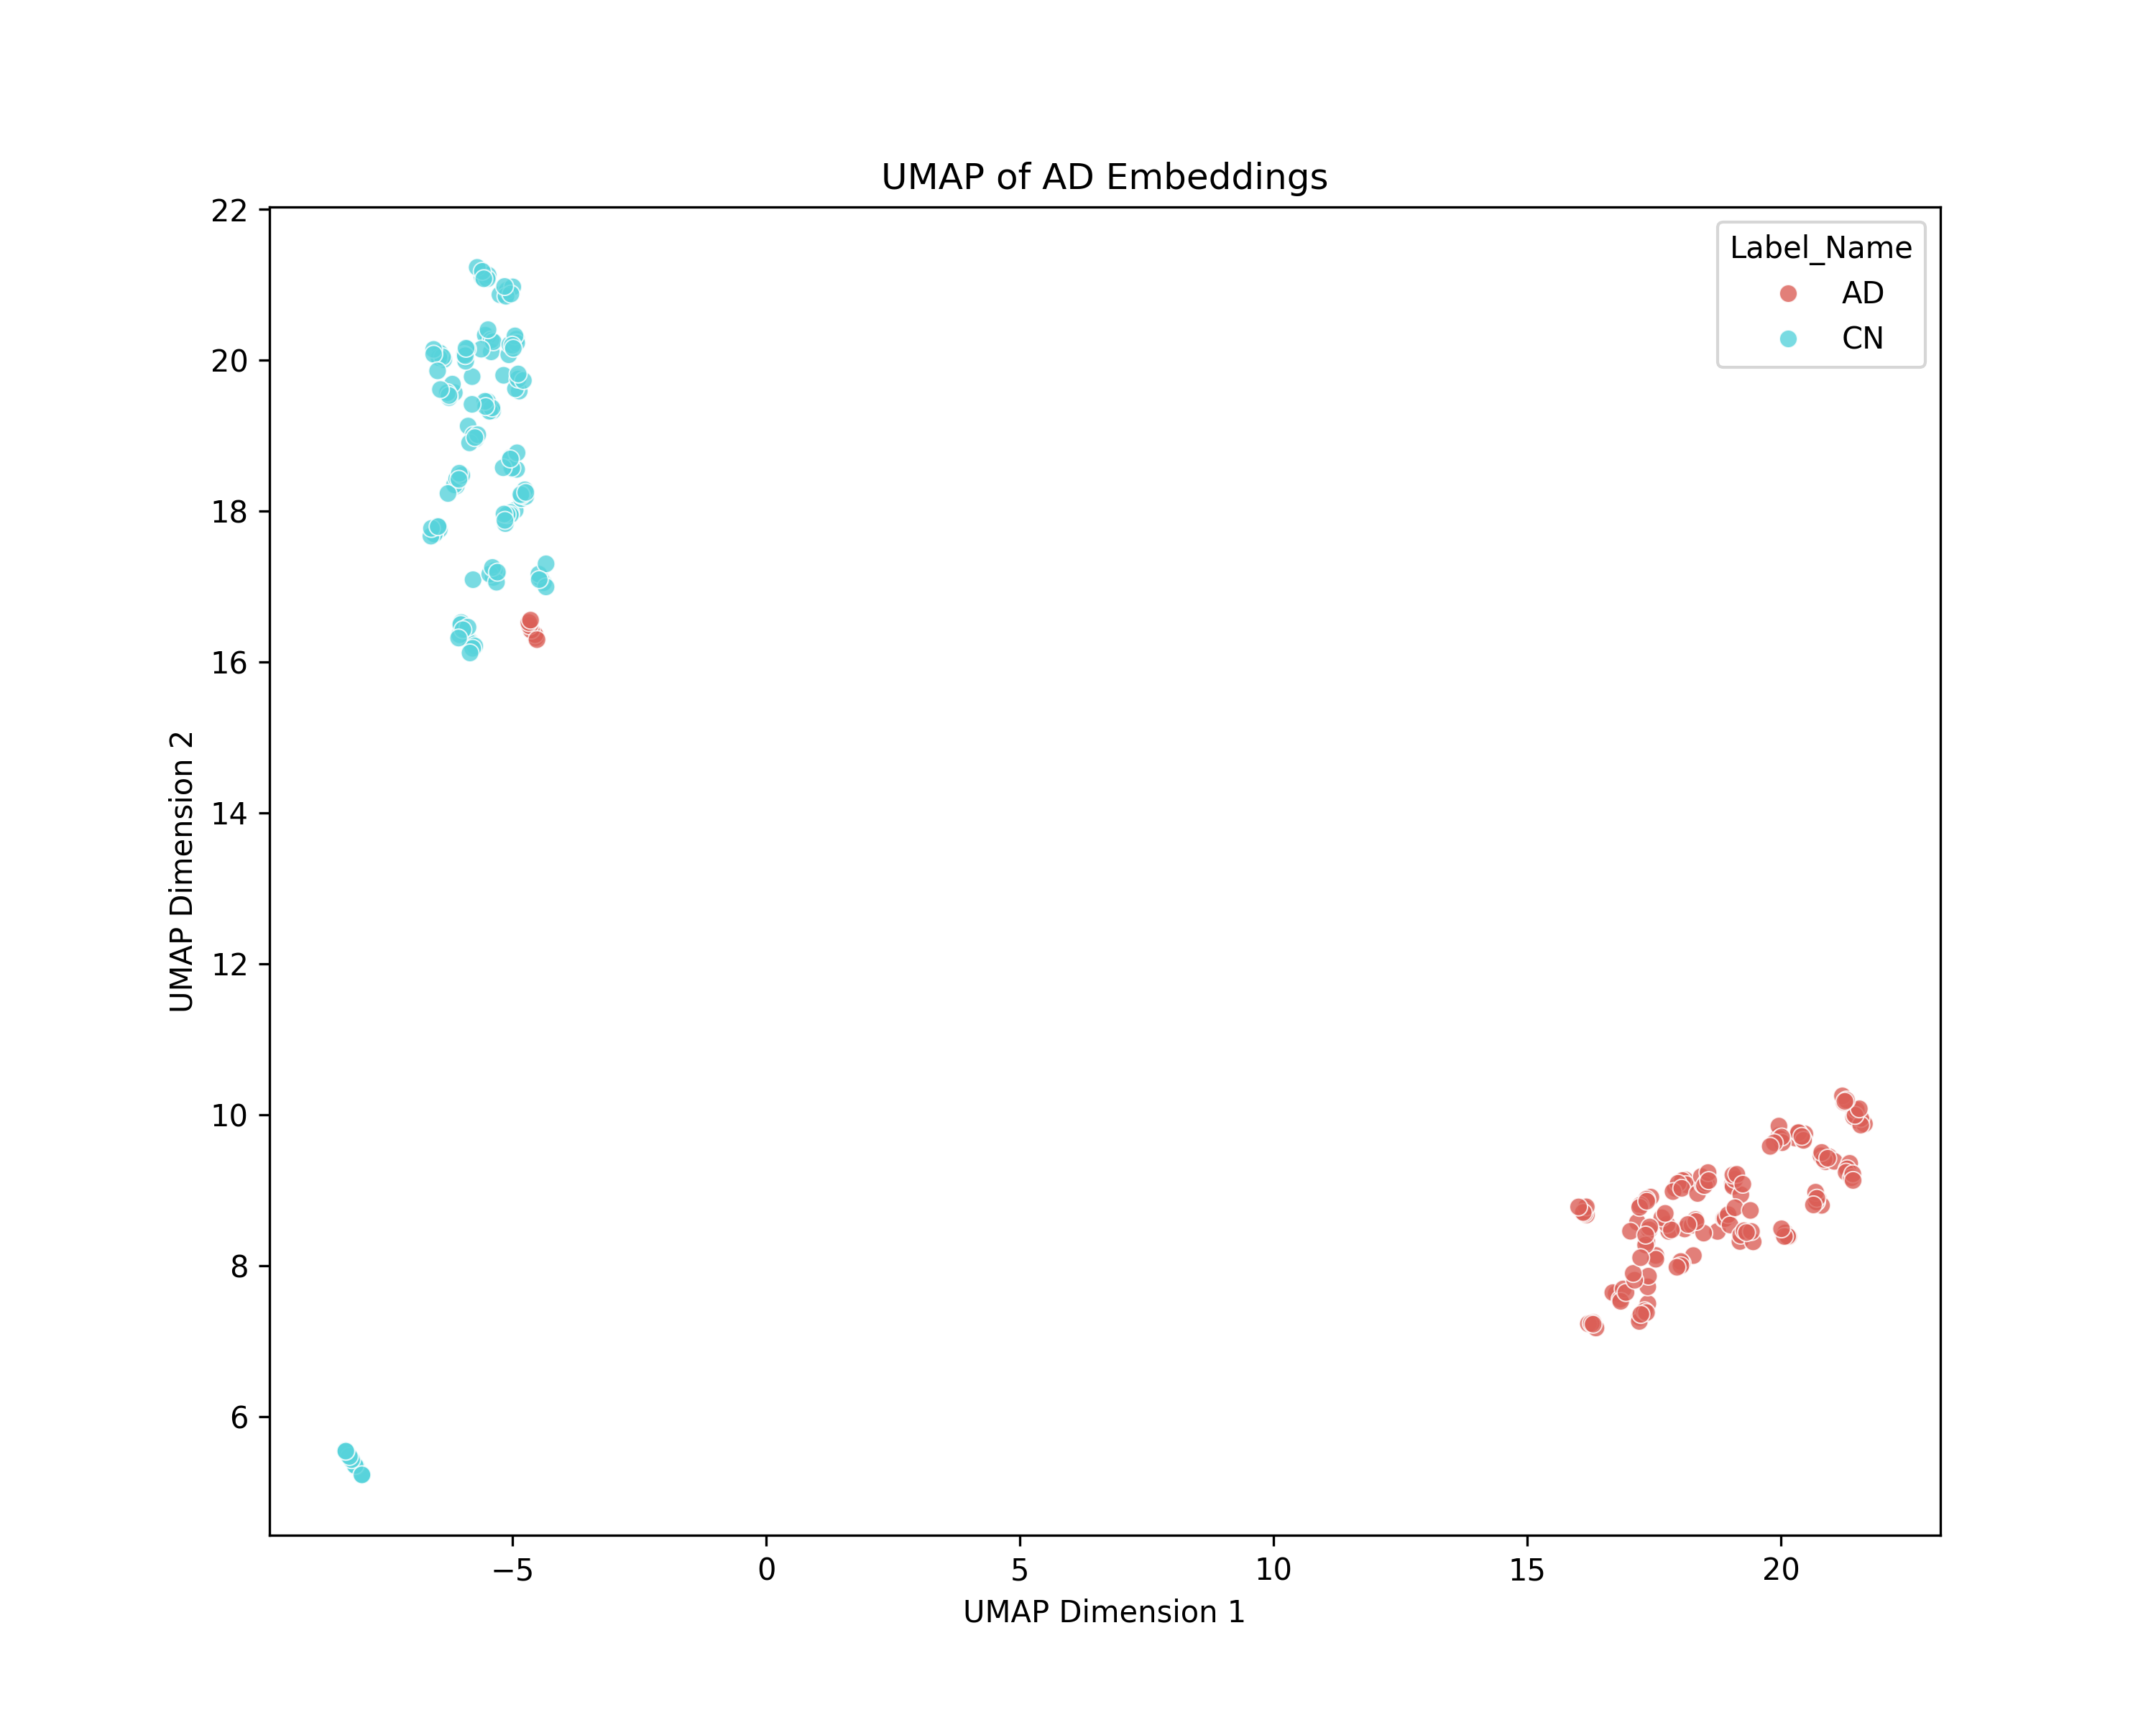 UMAP of AD Embeddings
Label_Name
AD
CN
22
20
18
16
14
12
10
8
6
UMAP Dimension 2
−5
0
5
10
15
20
UMAP Dimension 1